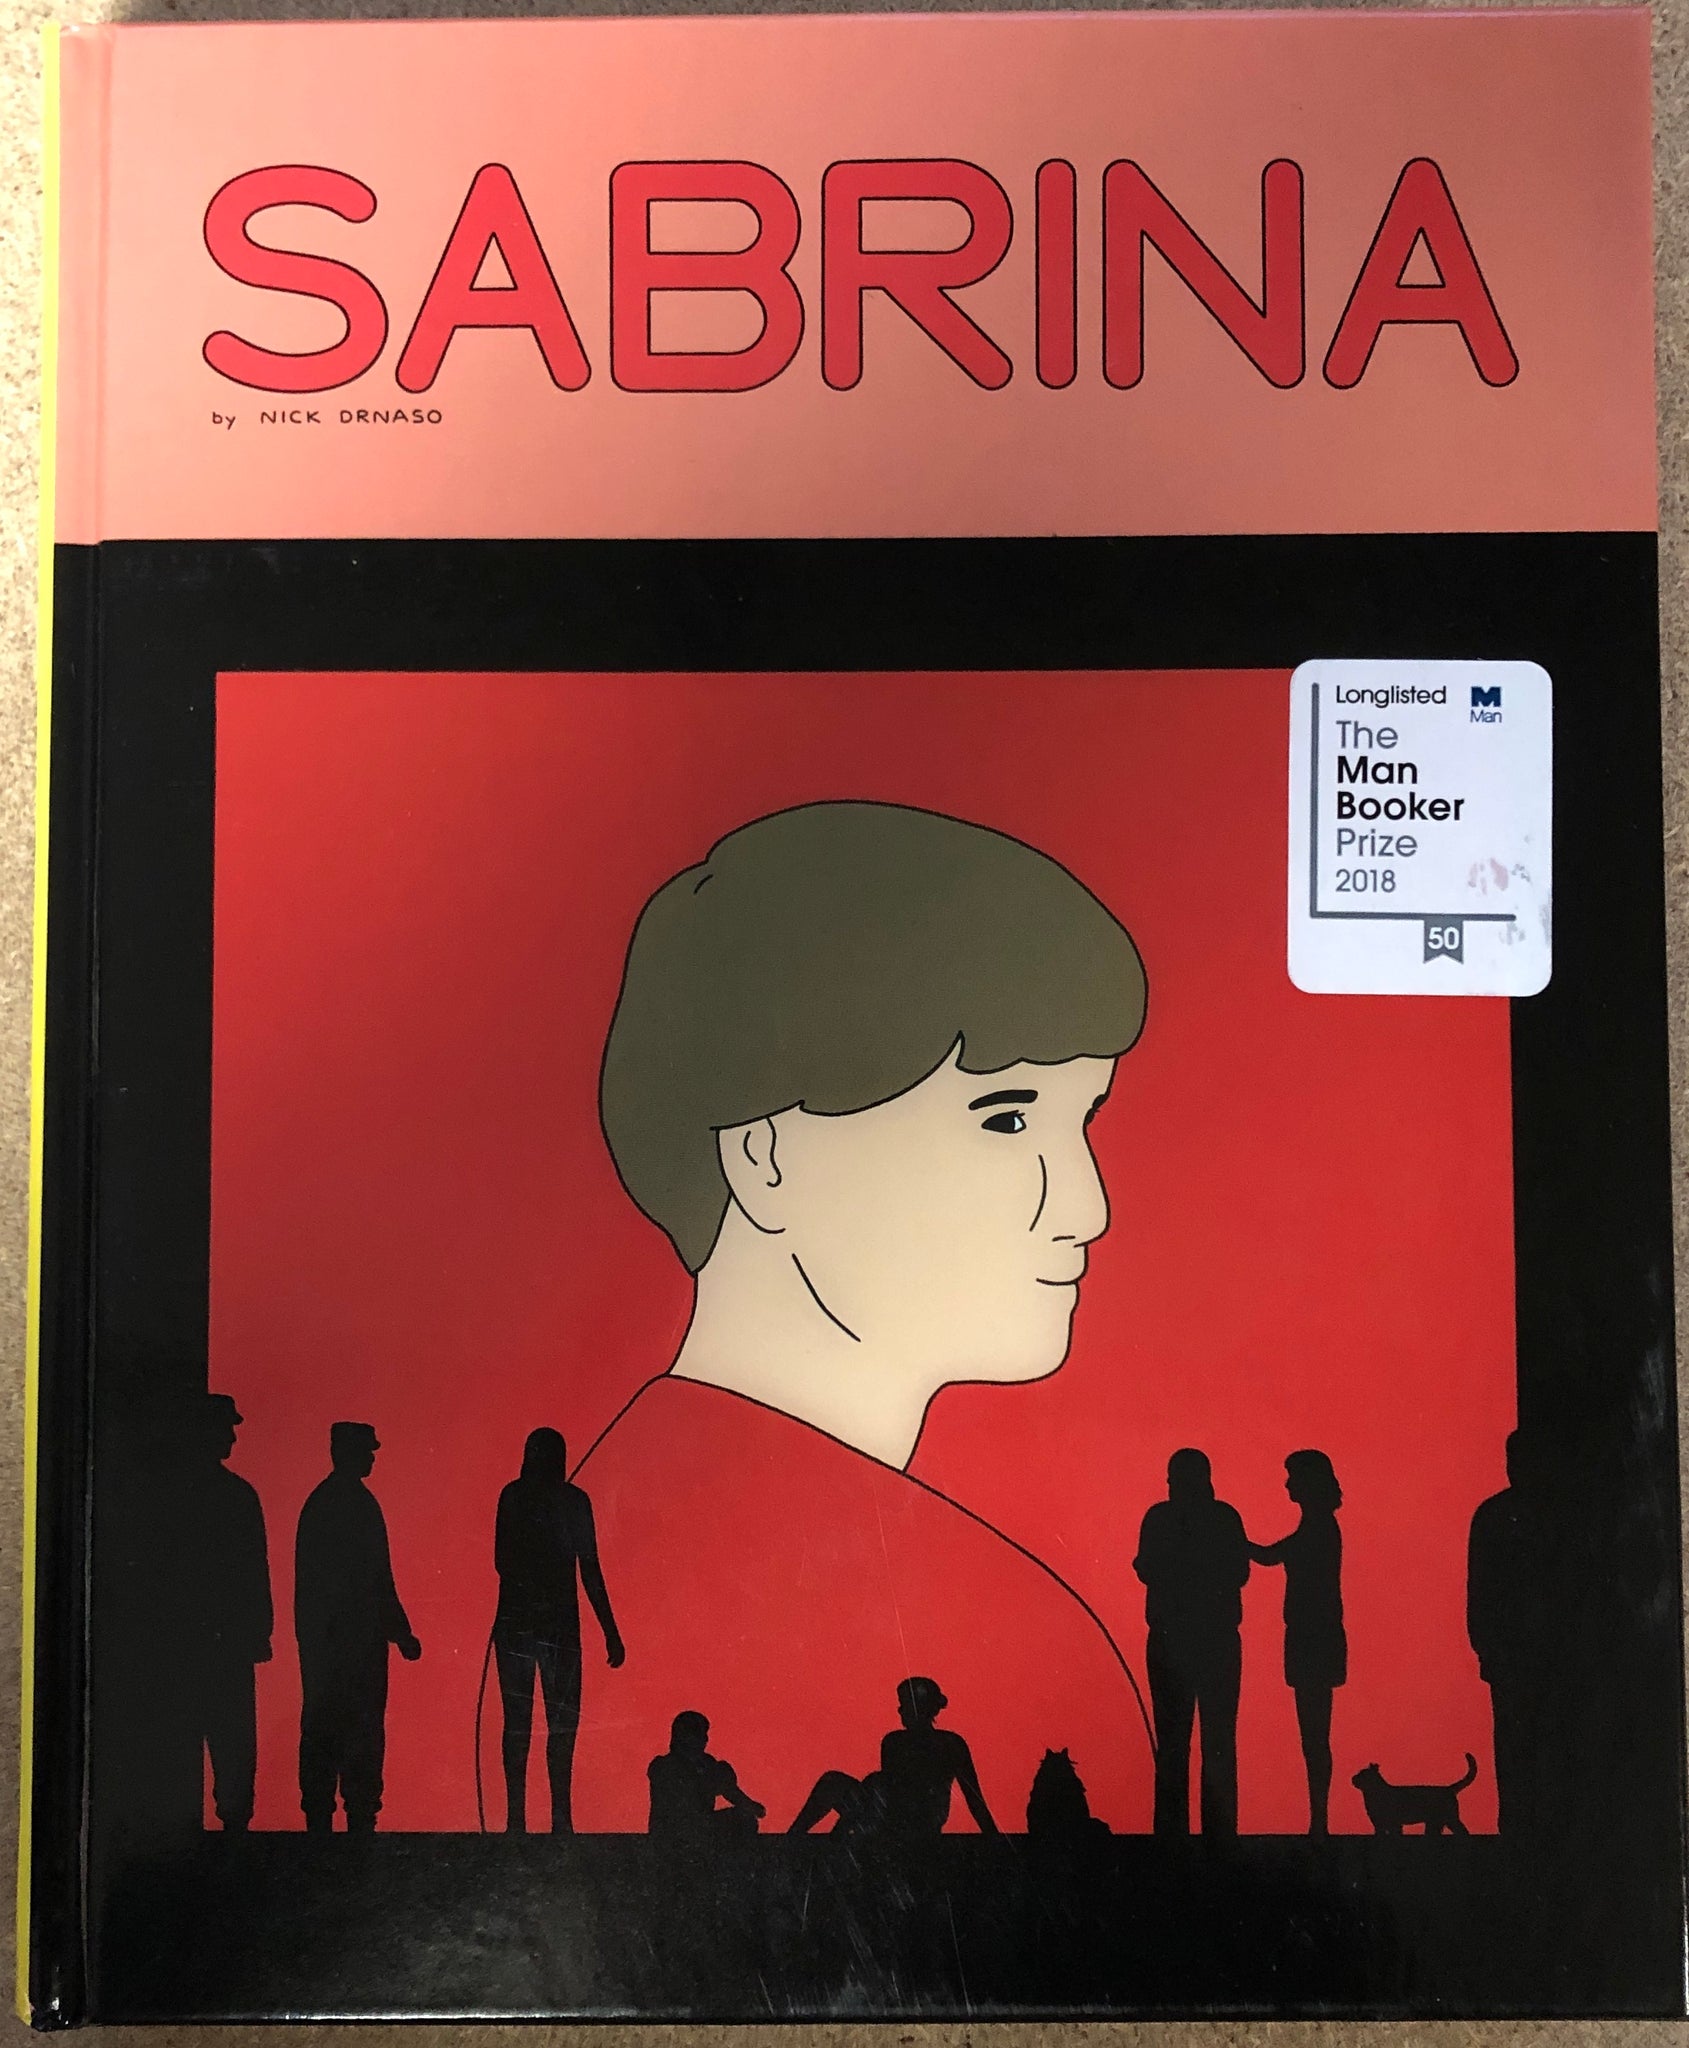 SABRINA
by NICK DRNASO
Longlisted
M
Man
The
Man
Booker
Prize
2018
50